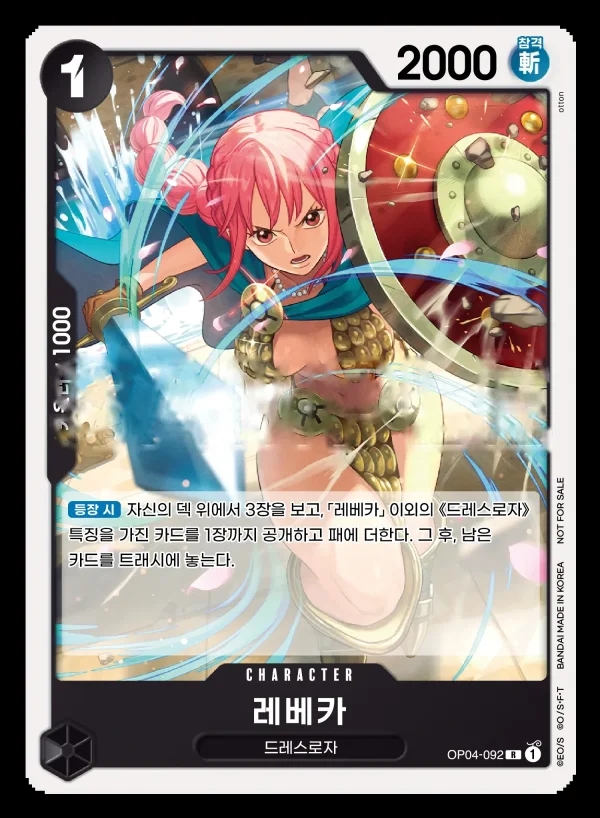 1
2000
참격
斬
otton
1000
등장 시 자신의 덱 위에서 3장을 보고, 「레베카」 이외의 《드레스로자》
특징을 가진 카드를 1장까지 공개하고 패에 더한다. 그 후, 남은
카드를 트래시에 놓는다.
CHARACTER
레베카
드레스로자
OP04-092 R 1
©EO/S ©O/S·F·T BANDAI MADE IN KOREA NOT FOR SALE